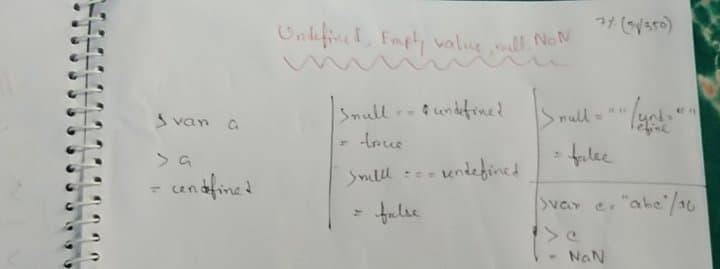 7% (5/350)
Undefined, Empty value, null, NaN
> var a
> a
= undefined
> null == undefined
= true
> null === undefined
= false
> null = "" / undefine = ""
= false
> var c = "abc"/10
> c
= NaN